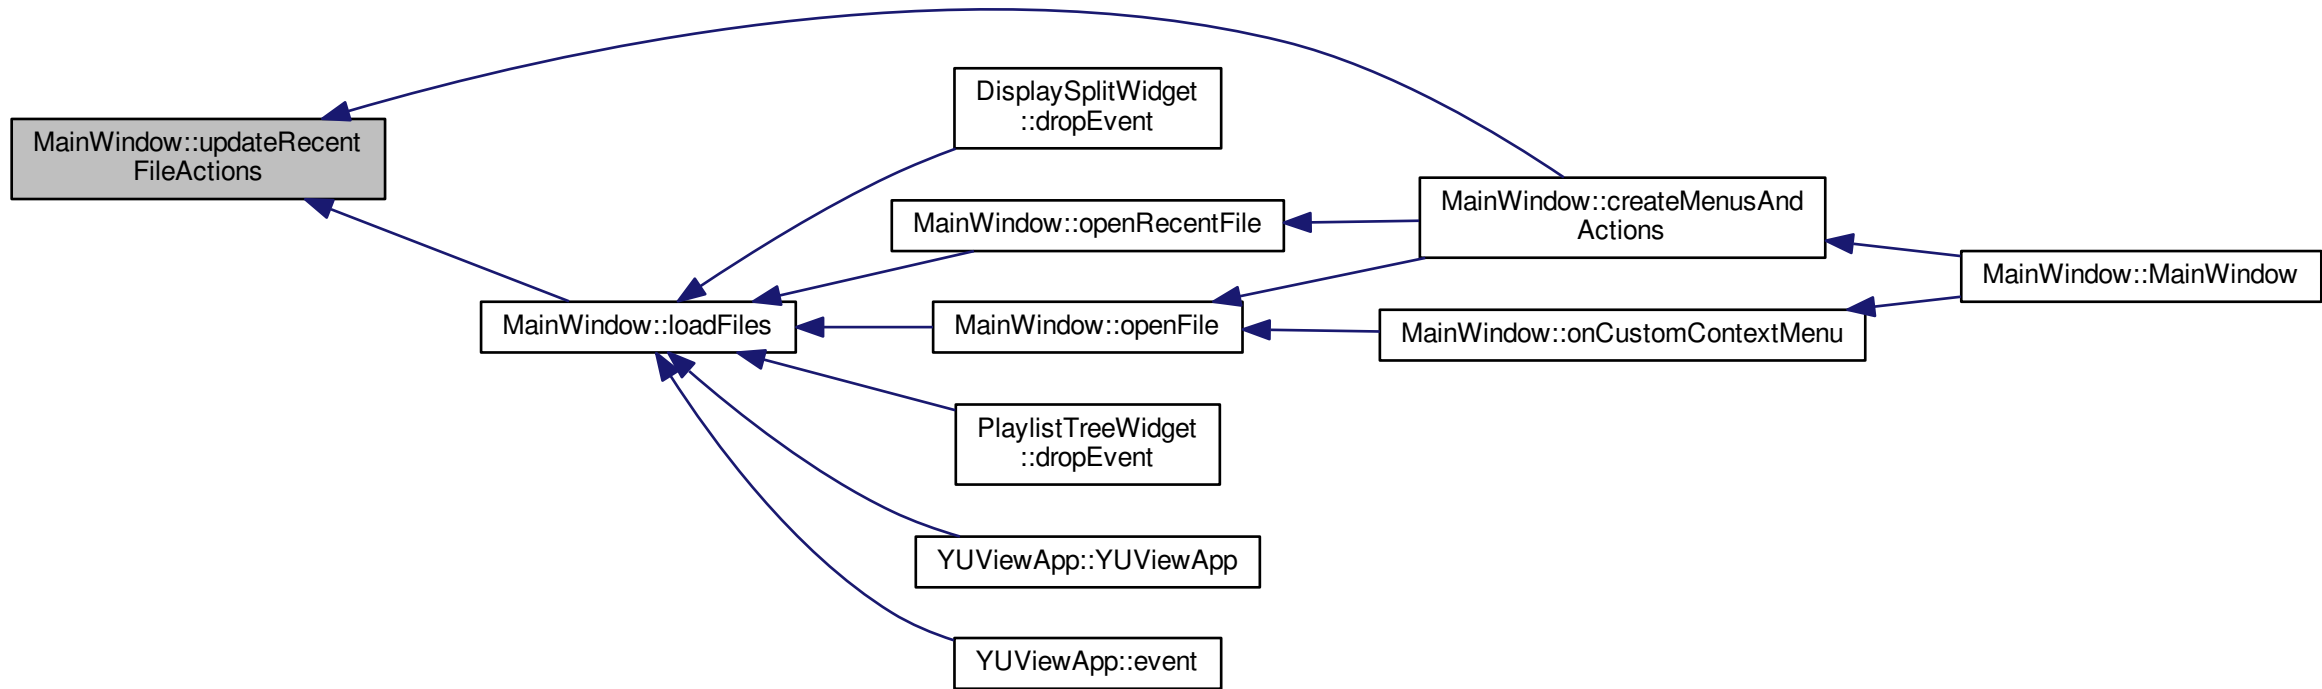 MainWindow::updateRecent
FileActions
DisplaySplitWidget
::dropEvent
MainWindow::openRecentFile
MainWindow::createMenusAnd
Actions
MainWindow::MainWindow
MainWindow::loadFiles
MainWindow::openFile
MainWindow::onCustomContextMenu
PlaylistTreeWidget
::dropEvent
YUViewApp::YUViewApp
YUViewApp::event